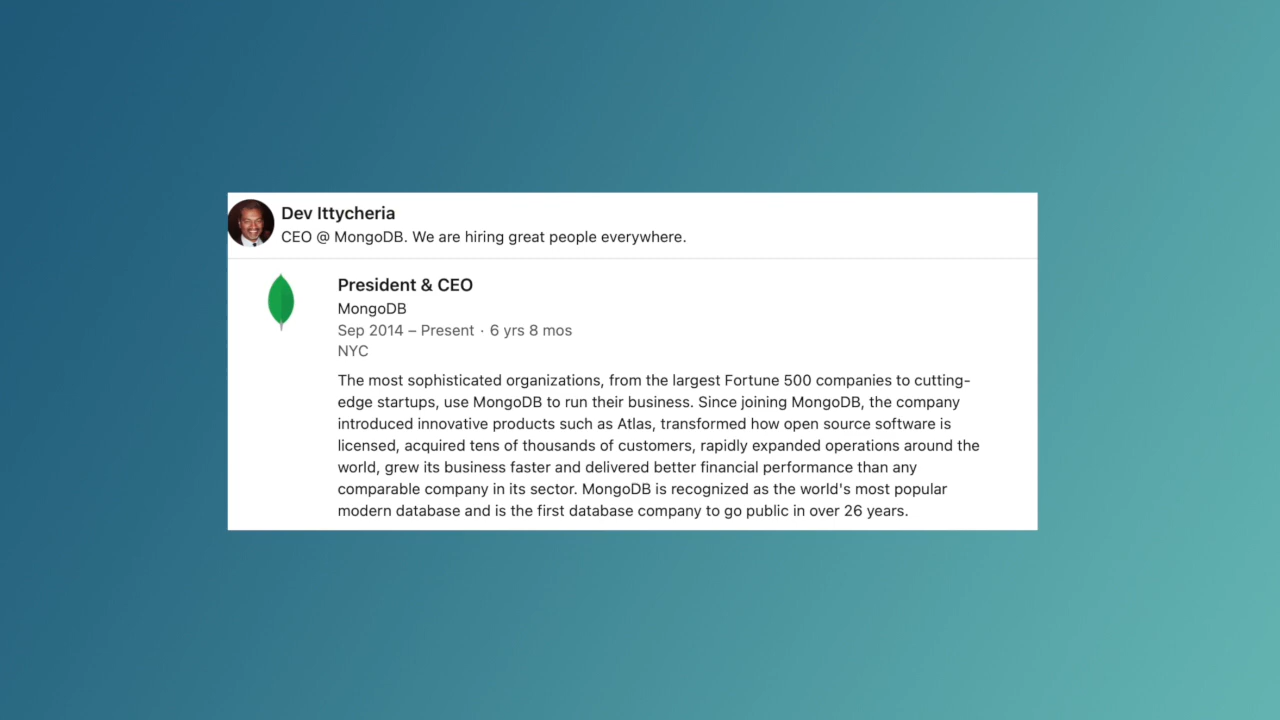 Dev Ittycheria
CEO @ MongoDB. We are hiring great people everywhere.
President & CEO
MongoDB
Sep 2014 – Present · 6 yrs 8 mos
NYC
The most sophisticated organizations, from the largest Fortune 500 companies to cutting-
edge startups, use MongoDB to run their business. Since joining MongoDB, the company
introduced innovative products such as Atlas, transformed how open source software is
licensed, acquired tens of thousands of customers, rapidly expanded operations around the
world, grew its business faster and delivered better financial performance than any
comparable company in its sector. MongoDB is recognized as the world's most popular
modern database and is the first database company to go public in over 26 years.